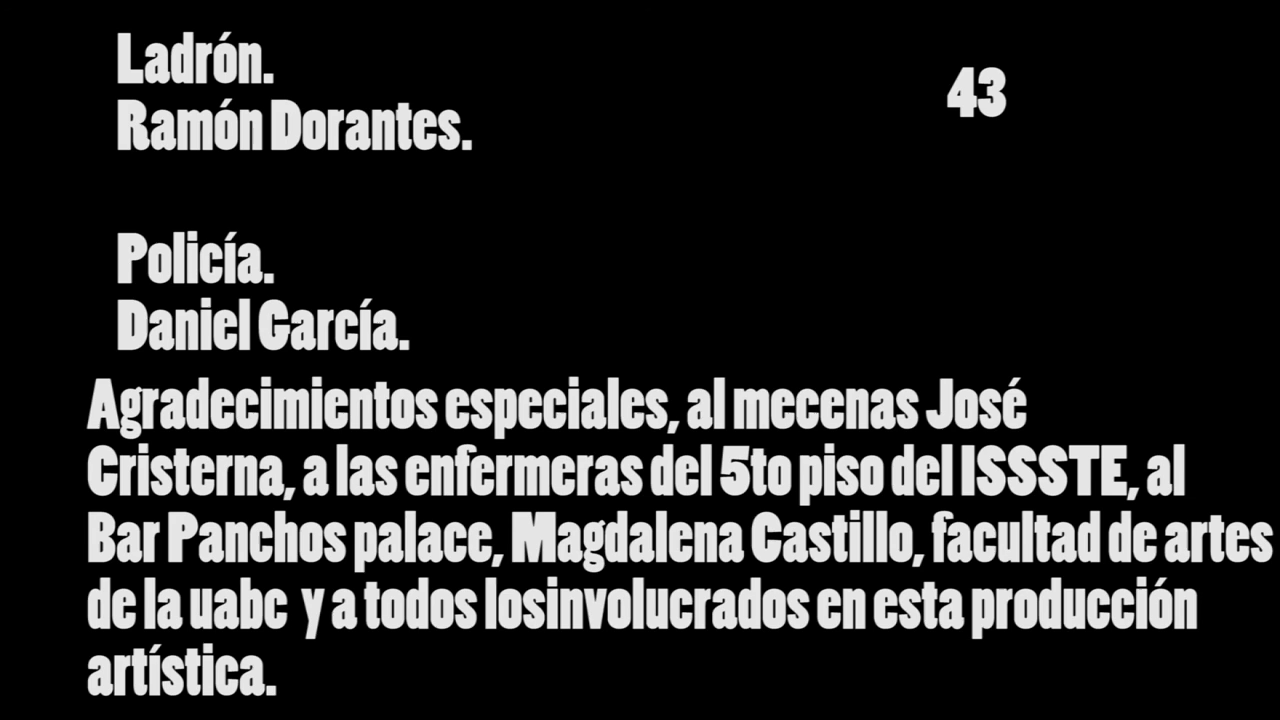 Ladrón.
43
Ramón Dorantes.
Policía.
Daniel García.
Agradecimientos especiales, al mecenas José
Cristerna, a las enfermeras del 5to piso del ISSSTE, al
Bar Panchos palace, Magdalena Castillo, facultad de artes
de la uabc y a todos losinvolucrados en esta producción
artística.